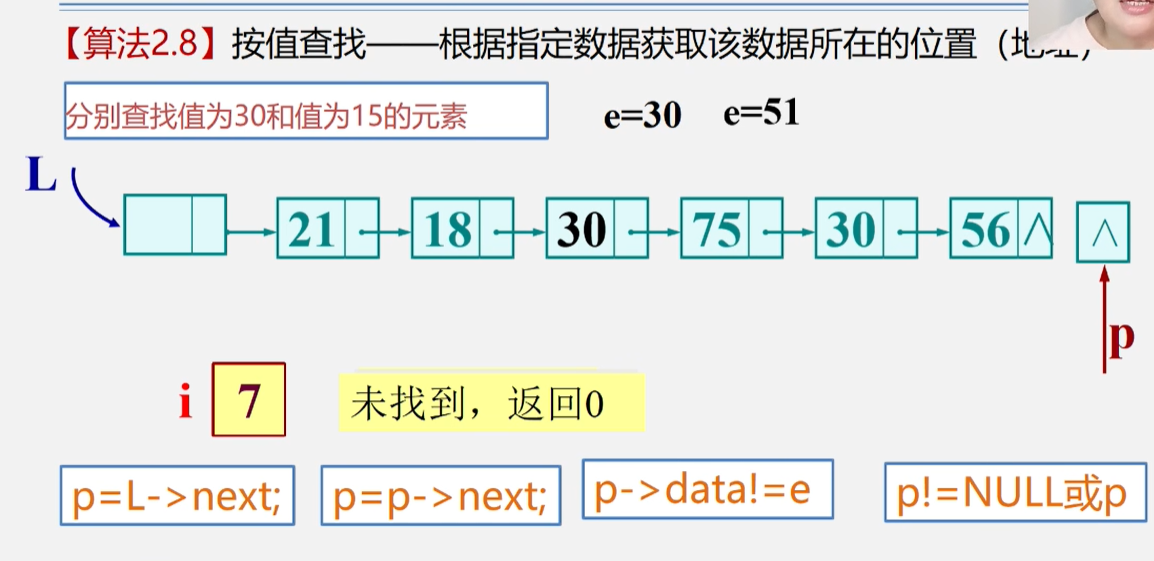 【算法2.8】按值查找——根据指定数据获取该数据所在的位置（地址）
分别查找值为30和值为15的元素 e=30 e=51
L
21 18 30 75 30 56 ∧ ∧
p
i 7 未找到，返回0
p=L->next; p=p->next; p->data!=e p!=NULL或p